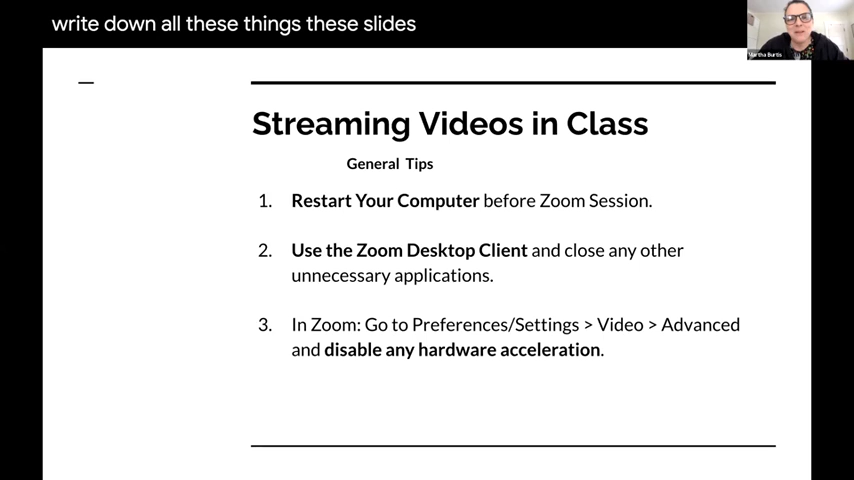 write down all these things these slides
Martha Burtis
Streaming Videos in Class
General Tips
1. Restart Your Computer before Zoom Session.
2. Use the Zoom Desktop Client and close any other
unnecessary applications.
3. In Zoom: Go to Preferences/Settings > Video > Advanced
and disable any hardware acceleration.